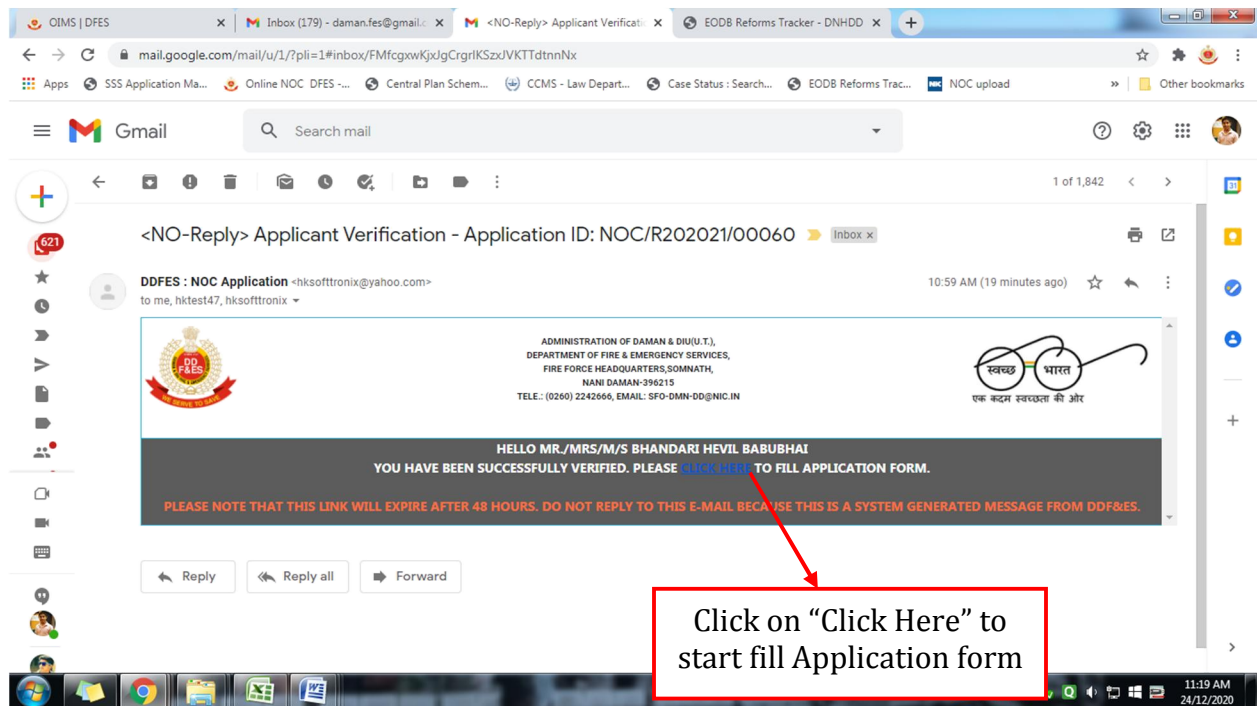 OIMS | DFES
Inbox (179) - daman.fes@gmail.c
<NO-Reply> Applicant Verificatio
EODB Reforms Tracker - DNHDD
mail.google.com/mail/u/1/?pli=1#inbox/FMfcgxwKjxJgCrgrlKSzxJVKTTdtnnNx
Apps
SSS Application Ma...
Online NOC DFES -...
Central Plan Schem...
CCMS - Law Depart...
Case Status : Search...
EODB Reforms Trac...
NOC upload
Other bookmarks
Gmail
Search mail
1 of 1,842
31
621
<NO-Reply> Applicant Verification - Application ID: NOC/R202021/00060
Inbox x
DDFES : NOC Application <hksofttronix@yahoo.com>
10:59 AM (19 minutes ago)
to me, hktest47, hksofttronix
DD
F&ES
WE SERVE TO SAVE
ADMINISTRATION OF DAMAN & DIU(U.T.),
DEPARTMENT OF FIRE & EMERGENCY SERVICES,
FIRE FORCE HEADQUARTERS,SOMNATH,
NANI DAMAN-396215
TELE.: (0260) 2242666, EMAIL: SFO-DMN-DD@NIC.IN
स्वच्छ भारत
एक कदम स्वच्छता की ओर
HELLO MR./MRS/M/S BHANDARI HEVIL BABUBHAI
YOU HAVE BEEN SUCCESSFULLY VERIFIED. PLEASE CLICK HERE TO FILL APPLICATION FORM.
PLEASE NOTE THAT THIS LINK WILL EXPIRE AFTER 48 HOURS. DO NOT REPLY TO THIS E-MAIL BECAUSE THIS IS A SYSTEM GENERATED MESSAGE FROM DDF&ES.
Reply
Reply all
Forward
Click on “Click Here” to
start fill Application form
11:19 AM
24/12/2020